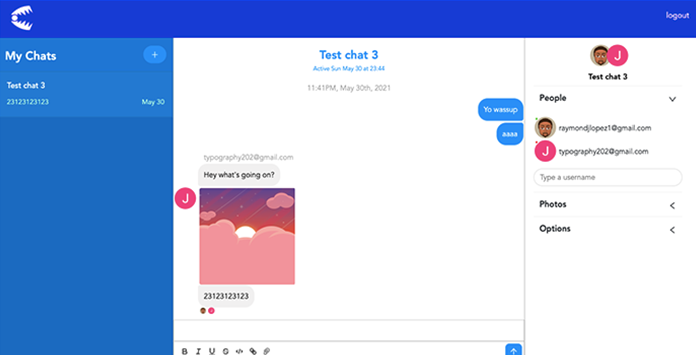 logout
My Chats
+
Test chat 3
23123123123 May 30
Test chat 3
Active Sun May 30 at 23:44
11:41PM, May 30th, 2021
Yo wassup
aaaa
typography202@gmail.com
Hey what's going on?
J
23123123123
J
Test chat 3
People
raymondjlopez1@gmail.com
J typography202@gmail.com
Type a username
Photos
Options
B I U S </>